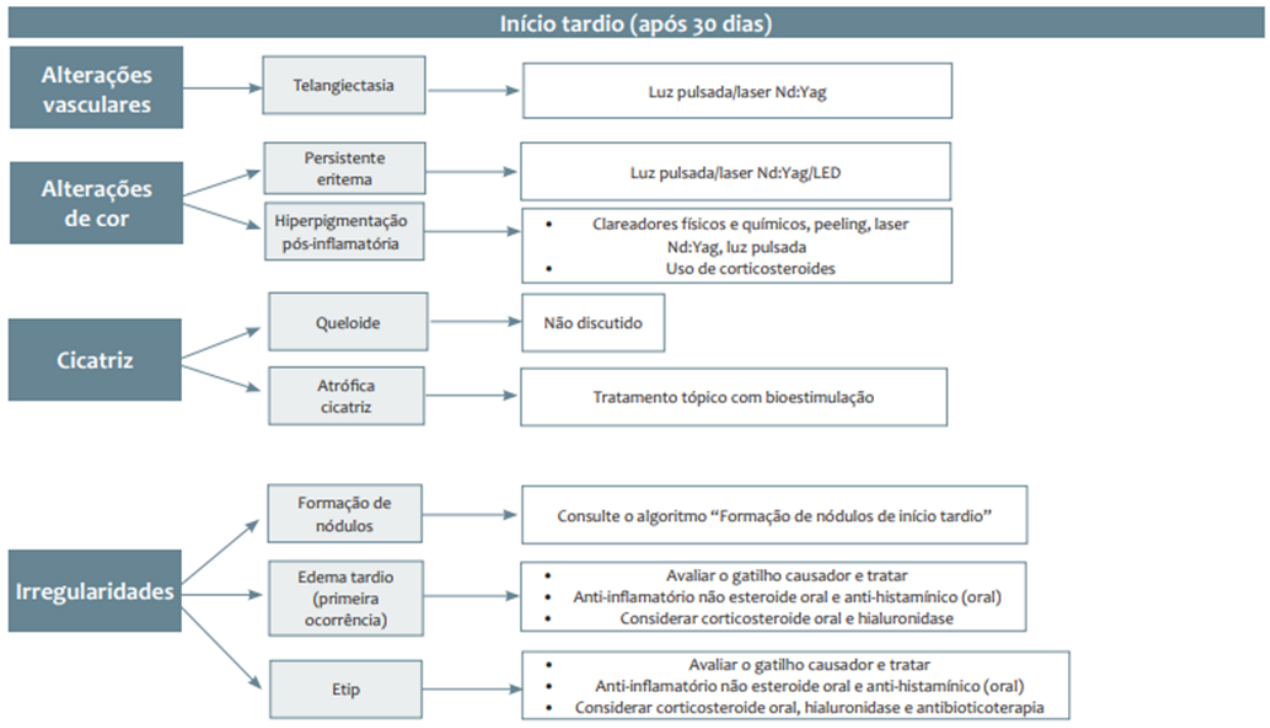 Início tardio (após 30 dias)
Alterações
vasculares
Telangiectasia
Luz pulsada/laser Nd:Yag
Alterações
de cor
Persistente
eritema
Luz pulsada/laser Nd:Yag/LED
Hiperpigmentação
pós-inflamatória
• Clareadores físicos e químicos, peeling, laser
Nd:Yag, luz pulsada
• Uso de corticosteroides
Cicatriz
Queloide
Não discutido
Atrófica
cicatriz
Tratamento tópico com bioestimulação
Irregularidades
Formação de
nódulos
Consulte o algoritmo “Formação de nódulos de início tardio”
Edema tardio
(primeira
ocorrência)
• Avaliar o gatilho causador e tratar
• Anti-inflamatório não esteroide oral e anti-histamínico (oral)
• Considerar corticosteroide oral e hialuronidase
Etip
• Avaliar o gatilho causador e tratar
• Anti-inflamatório não esteroide oral e anti-histamínico (oral)
• Considerar corticosteroide oral, hialuronidase e antibioticoterapia